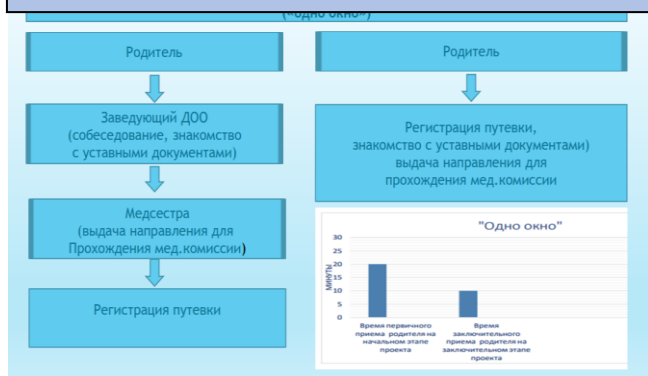 («одно окно»)
Родитель
Заведующий ДОО
(собеседование, знакомство
с уставными документами)
Медсестра
(выдача направления для
Прохождения мед.комиссии)
Регистрация путевки
Родитель
Регистрация путевки,
знакомство с уставными документами)
выдача направления для
прохождения мед.комиссии
"Одно окно"
минуты
30
25
20
15
10
5
0
Время первичного
приема родителя на
начальном этапе
проекта
Время
заключительного
приема родителя на
заключительном этапе
проекта